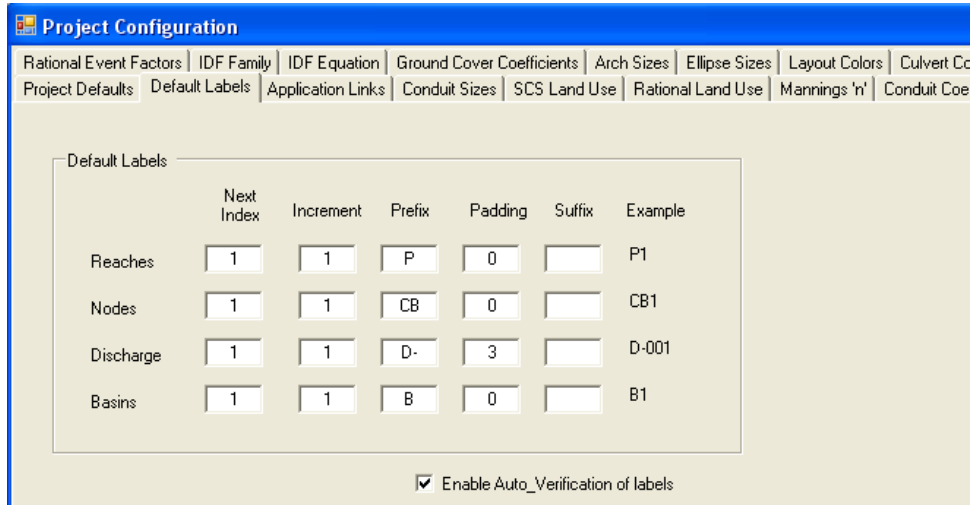 Project Configuration
Rational Event Factors IDF Family IDF Equation Ground Cover Coefficients Arch Sizes Ellipse Sizes Layout Colors Culvert
Project Defaults Default Labels Application Links Conduit Sizes SCS Land Use Rational Land Use Mannings 'n' Conduit
Default Labels
Next Index Increment Prefix Padding Suffix Example
Reaches 1 1 P 0 P1
Nodes 1 1 CB 0 CB1
Discharge 1 1 D- 3 D-001
Basins 1 1 B 0 B1
Enable Auto_Verification of labels